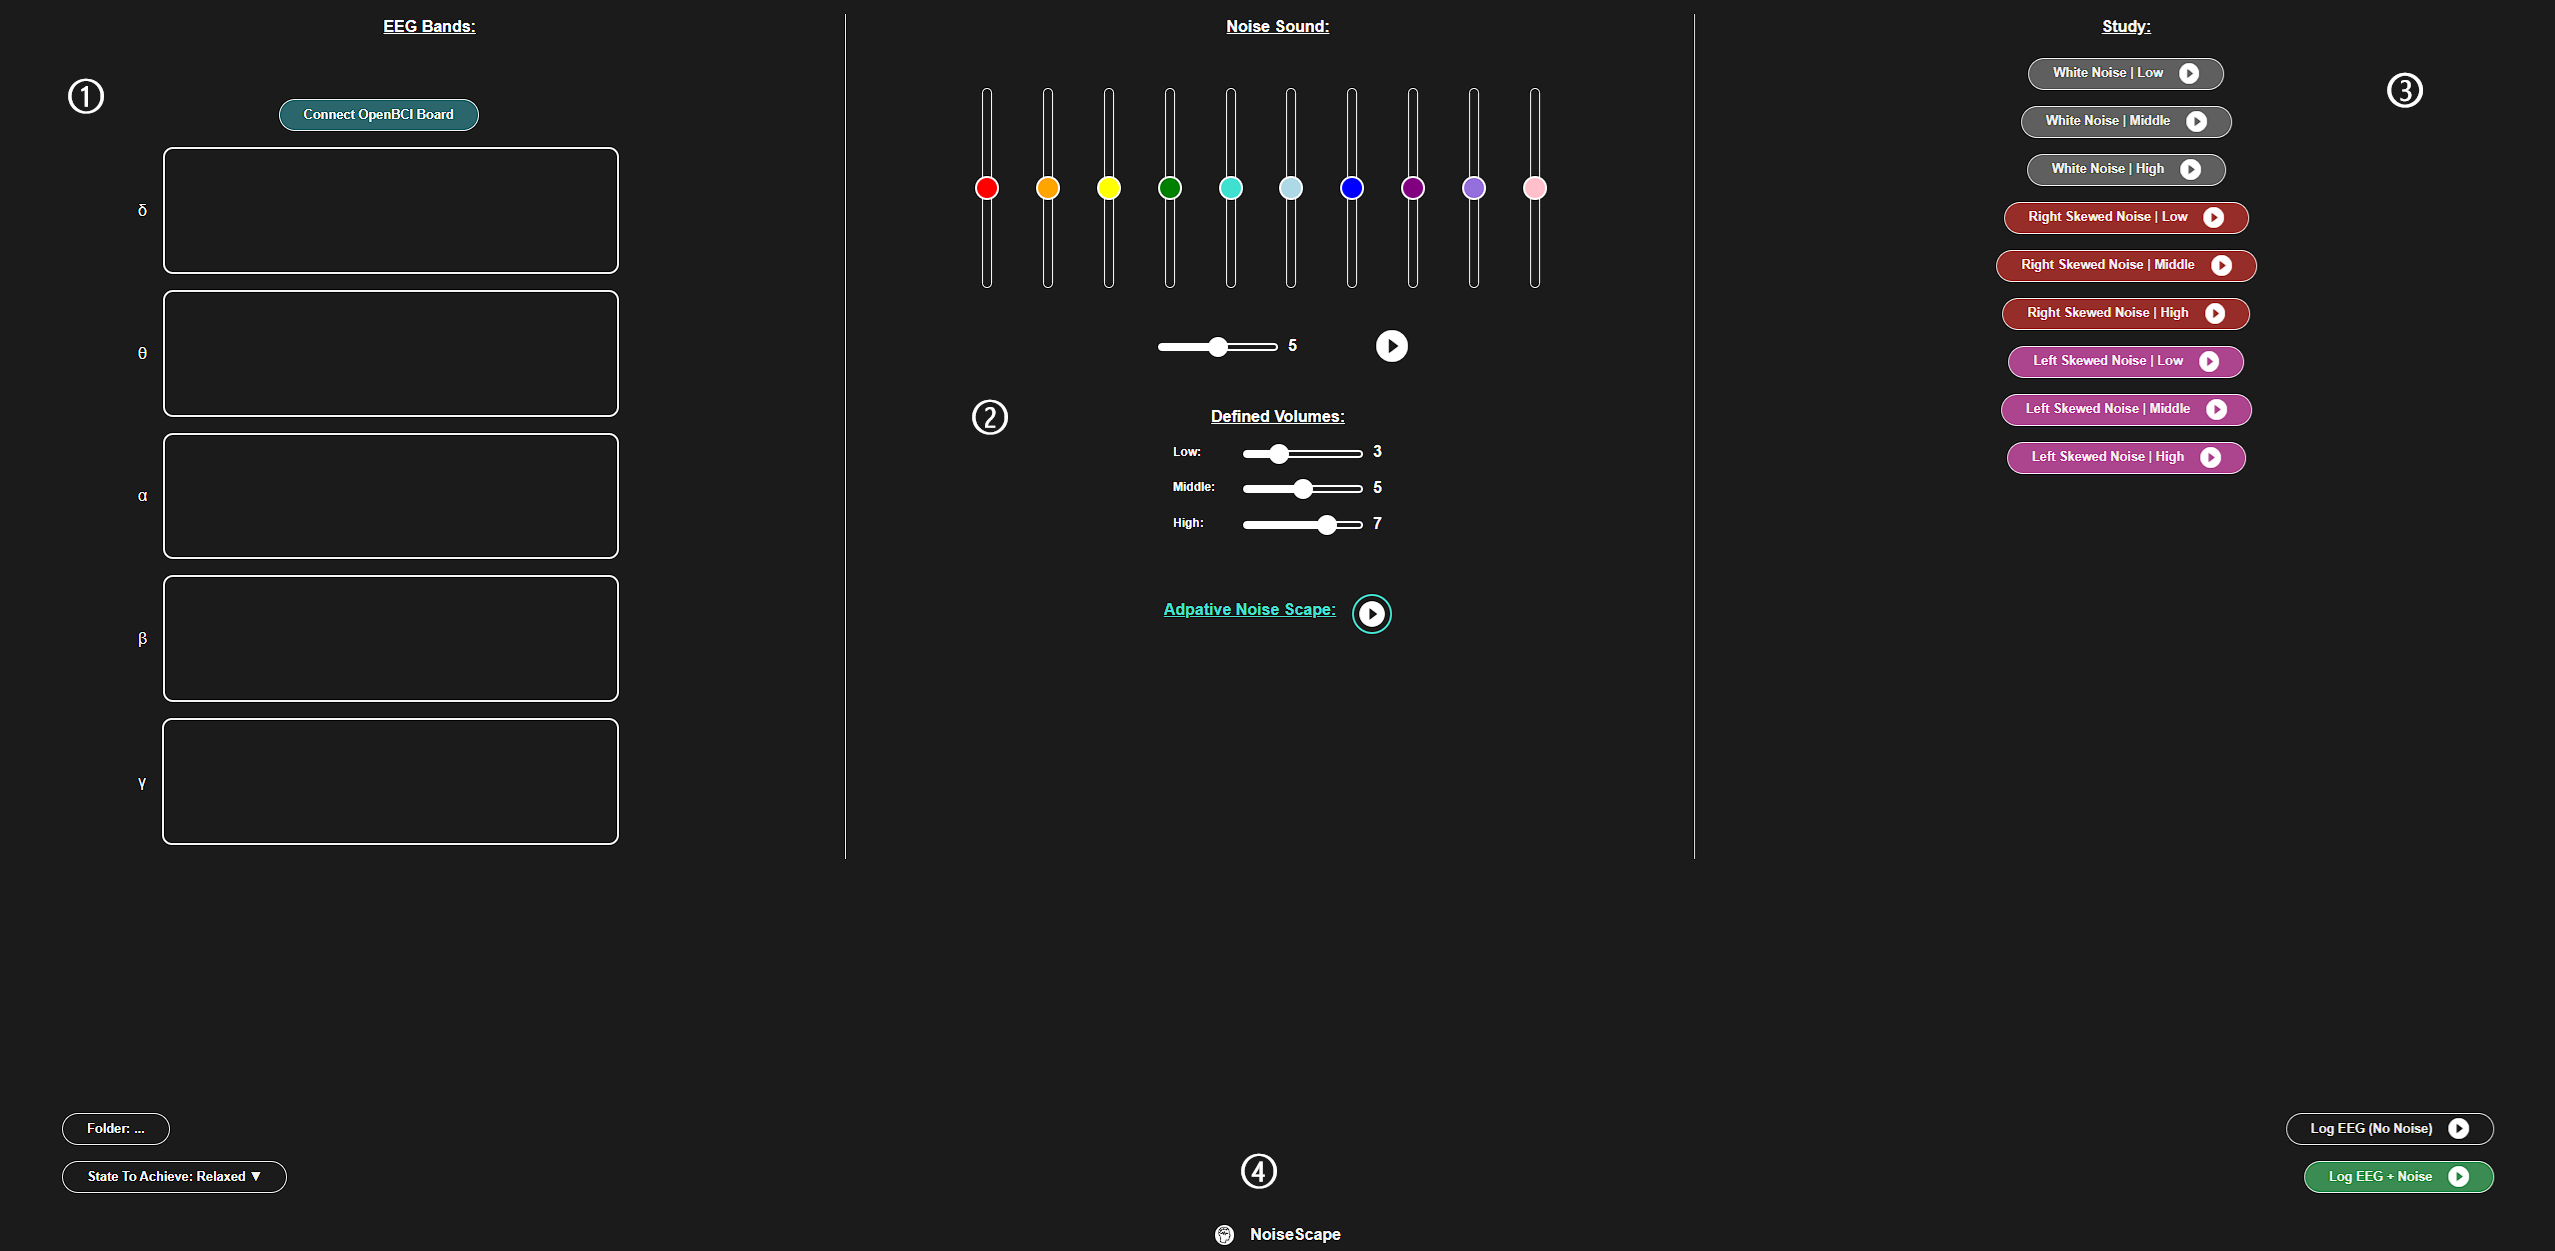 EEG Bands:
①
Connect OpenBCI Board
δ
θ
α
β
γ
Noise Sound:
5
②
Defined Volumes:
Low: 3
Middle: 5
High: 7
Adpative Noise Scape:
Study:
③
White Noise | Low
White Noise | Middle
White Noise | High
Right Skewed Noise | Low
Right Skewed Noise | Middle
Right Skewed Noise | High
Left Skewed Noise | Low
Left Skewed Noise | Middle
Left Skewed Noise | High
Folder: ...
State To Achieve: Relaxed ▼
④
Log EEG (No Noise)
Log EEG + Noise
NoiseScape